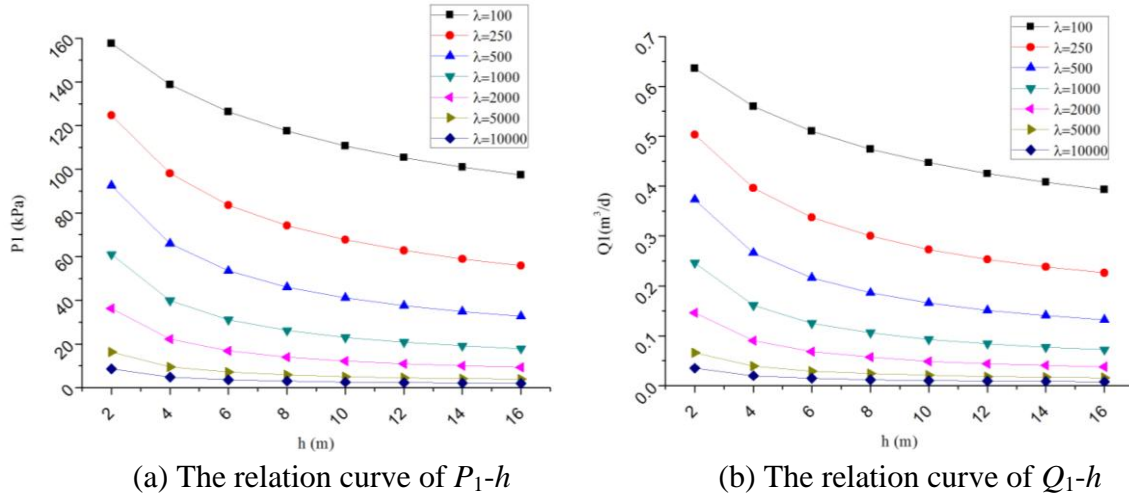 λ=100
λ=250
λ=500
λ=1000
λ=2000
λ=5000
λ=10000
160
140
120
100
80
60
40
20
0
P1 (kPa)
2 4 6 8 10 12 14 16
h (m)
(a) The relation curve of P₁-h
λ=100
λ=250
λ=500
λ=1000
λ=2000
λ=5000
λ=10000
0.7
0.6
0.5
0.4
0.3
0.2
0.1
0.0
Q1(m³/d)
2 4 6 8 10 12 14 16
h (m)
(b) The relation curve of Q₁-h